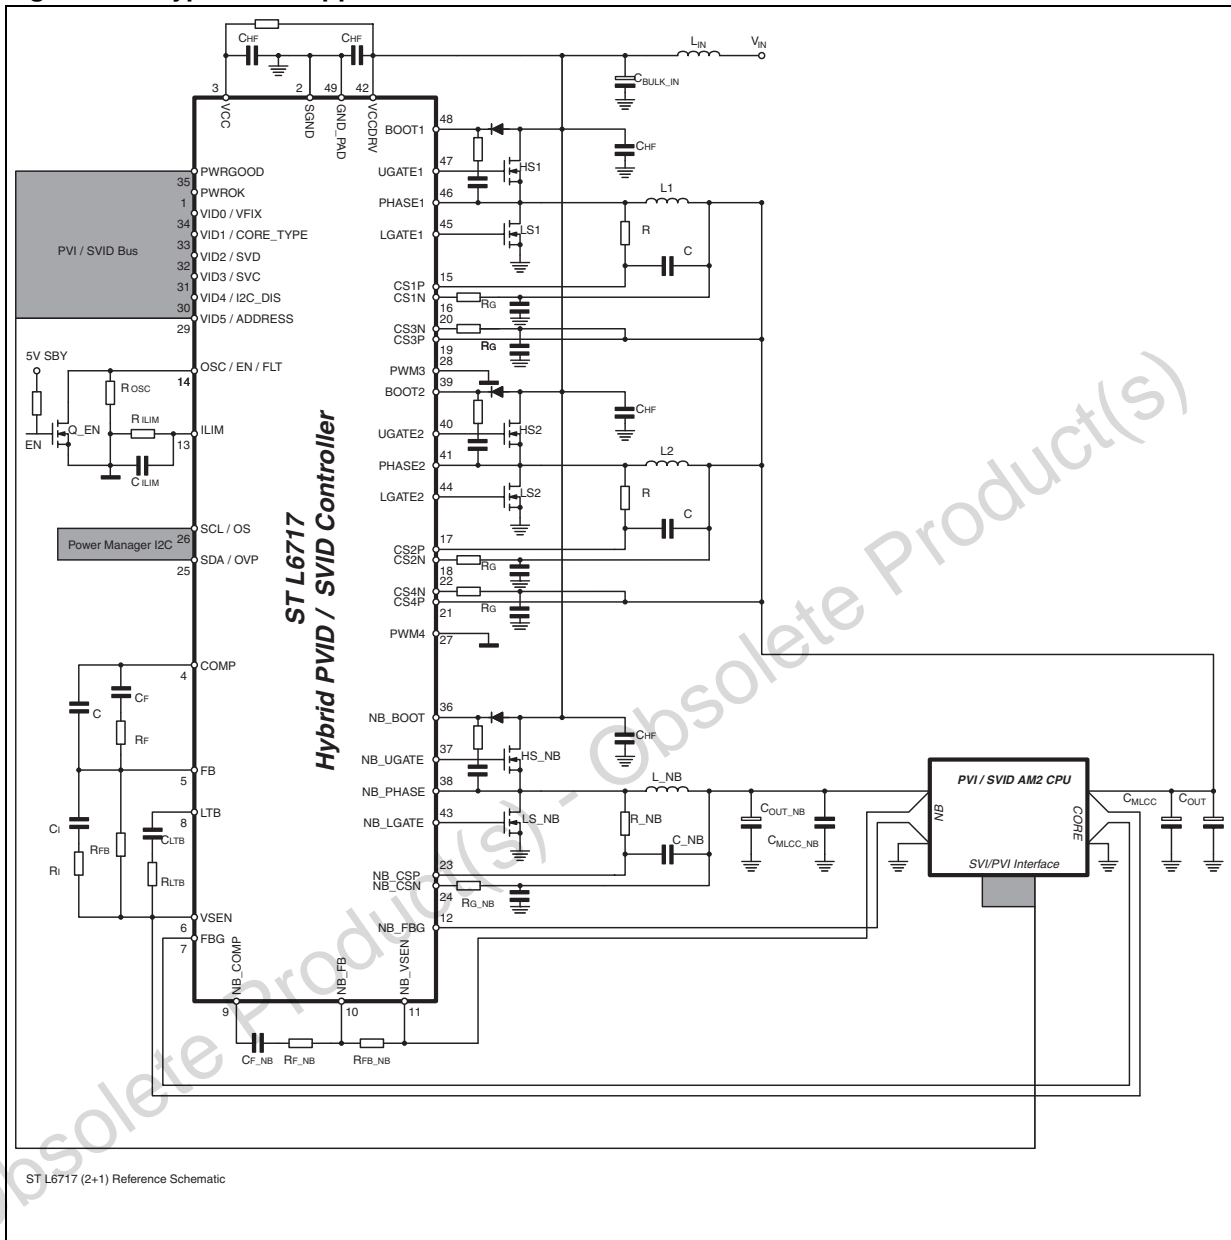 CHF
CHF
LIN
VIN
CBULK_IN
3
2
49
42
VCC
SGND
GND_PAD
VCCDRV
48
BOOT1
CHF
HS1
47
UGATE1
46
PHASE1
L1
45
LGATE1
LS1
R
C
15
CS1P
CS1N
16
RG
20
CS3N
CS3P
RG
19
28
PWM3
39
BOOT2
CHF
40
UGATE2
HS2
41
PHASE2
L2
44
LGATE2
LS2
R
C
17
CS2P
CS2N
18
RG
22
CS4N
CS4P
RG
21
PWM4
27
36
NB_BOOT
CHF
37
NB_UGATE
HS_NB
38
NB_PHASE
L_NB
43
NB_LGATE
LS_NB
R_NB
C_NB
23
NB_CSP
NB_CSN
24
RG_NB
12
NB_FBG
PWRGOOD
35
PWROK
1
VID0 / VFIX
34
VID1 / CORE_TYPE
33
VID2 / SVD
32
VID3 / SVC
31
VID4 / I2C_DIS
30
VID5 / ADDRESS
29
PVI / SVID Bus
5V SBY
OSC / EN / FLT
14
ROSC
RILIM
Q_EN
EN
ILIM
13
CILIM
SCL / OS
26
Power Manager I2C
SDA / OVP
25
ST L6717
Hybrid PVID / SVID Controller
COMP
4
CF
C
RF
FB
5
LTB
8
CI
CLTB
RFB
RI
RLTB
VSEN
6
FBG
7
NB_COMP
NB_FB
NB_VSEN
9
10
11
CF_NB
RF_NB
RFB_NB
COUT_NB
CMLCC_NB
PVI / SVID AM2 CPU
NB
CORE
SVI/PVI Interface
CMLCC
COUT
ST L6717 (2+1) Reference Schematic
Obsolete Product(s) - Obsolete Product(s)